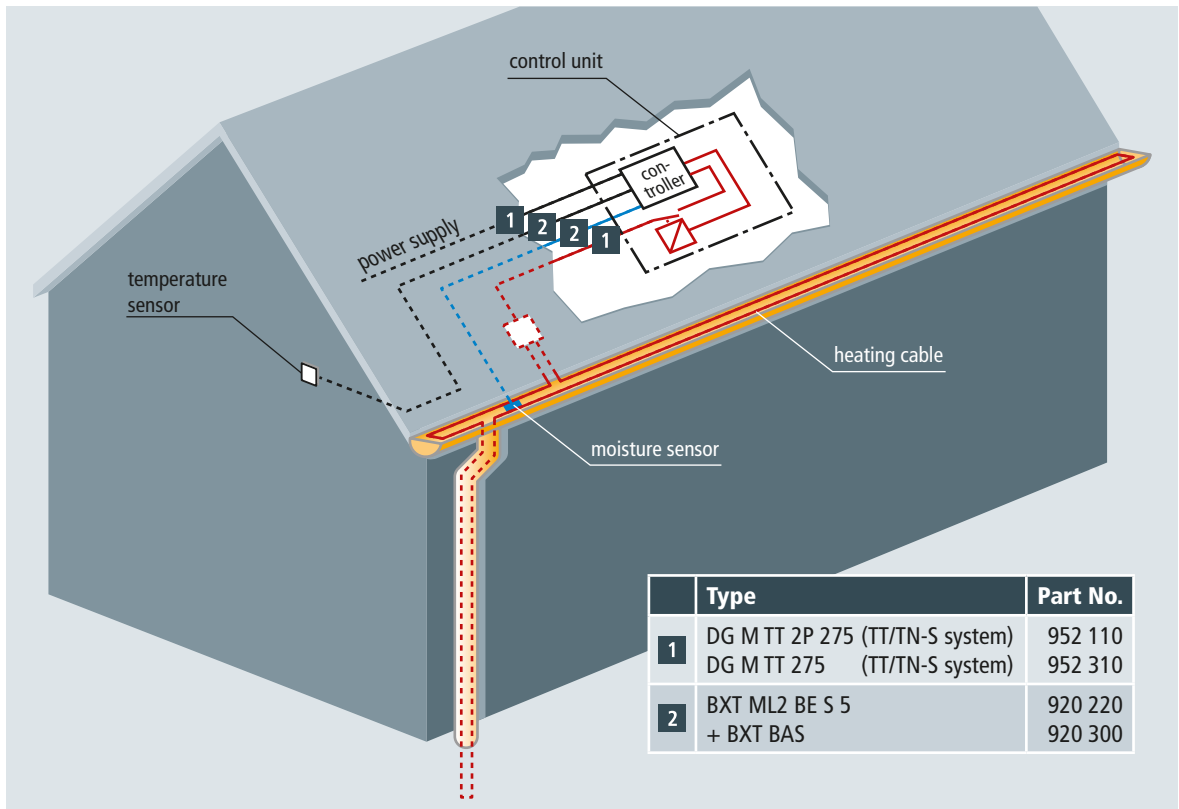 control unit
con-
troller
1
2
2
1
power supply
temperature
sensor
heating cable
moisture sensor
Type Part No.
1
DG M TT 2P 275 (TT/TN-S system) 952 110
DG M TT 275 (TT/TN-S system) 952 310
2
BXT ML2 BE S 5 920 220
+ BXT BAS 920 300